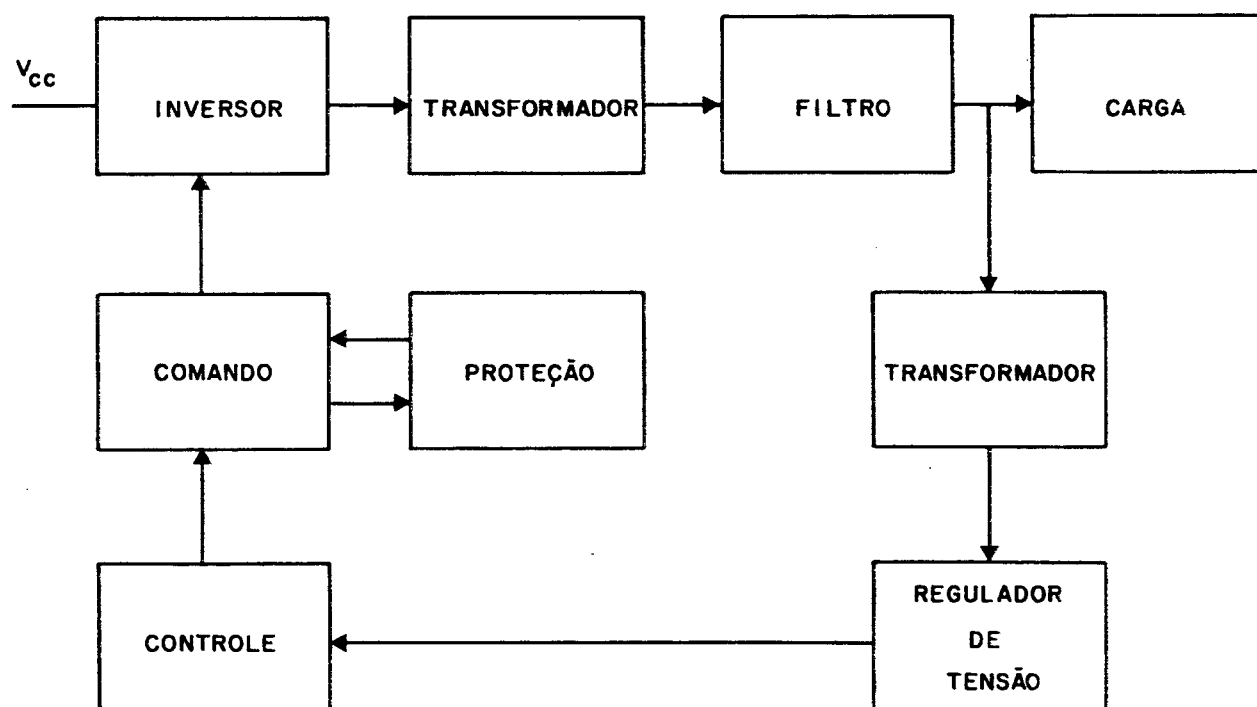 Vcc
INVERSOR
TRANSFORMADOR
FILTRO
CARGA
COMANDO
PROTEÇÃO
TRANSFORMADOR
CONTROLE
REGULADOR
DE
TENSÃO